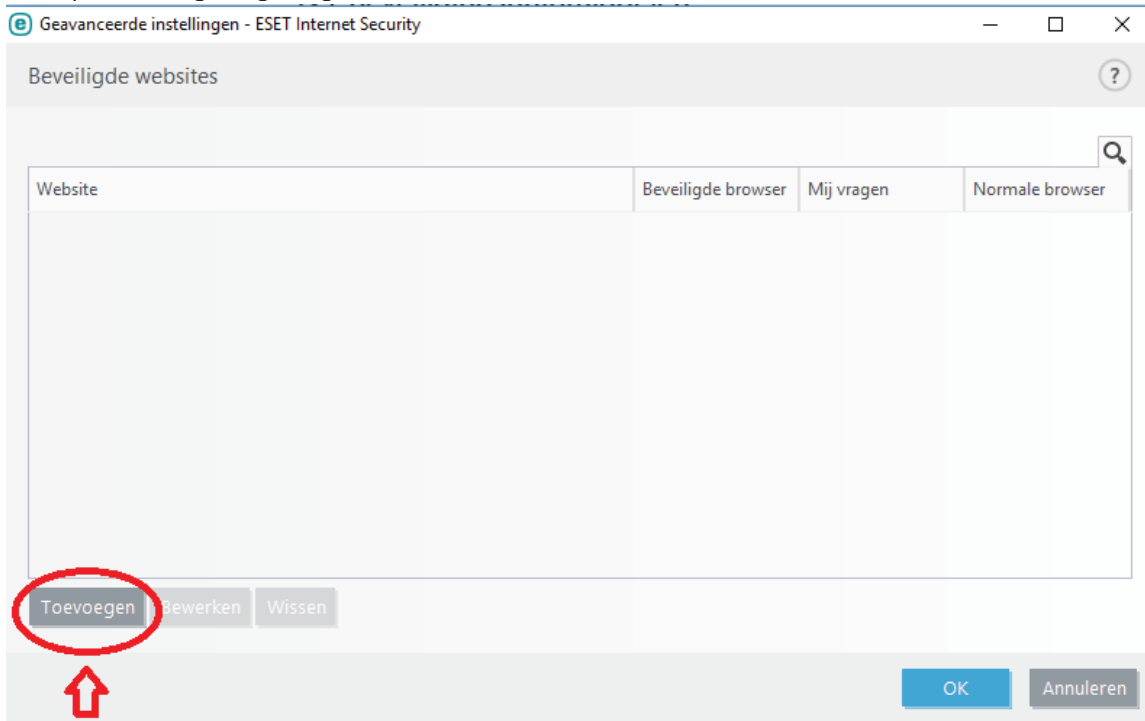 Geavanceerde instellingen - ESET Internet Security
Beveiligde websites
?
Website Beveiligde browser Mij vragen Normale browser
Toevoegen Bewerken Wissen
OK Annuleren